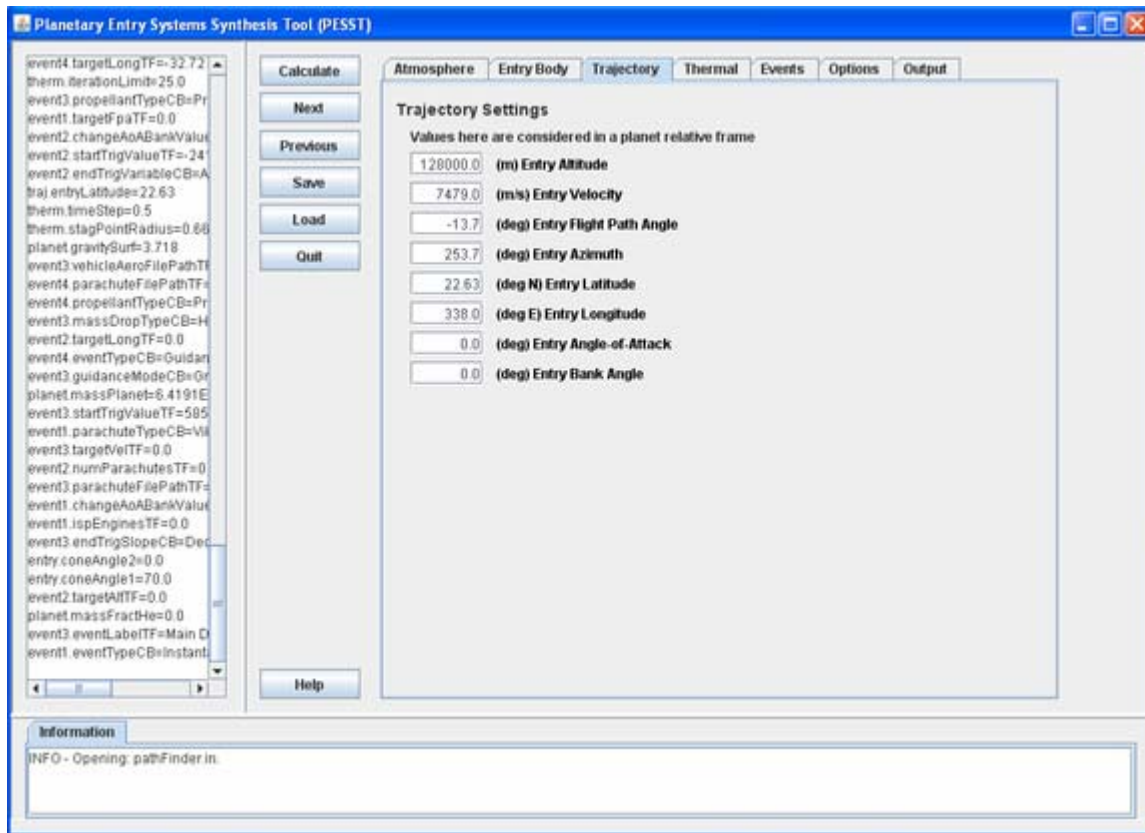 Planetary Entry Systems Synthesis Tool (PESST)
event4.targetLongTF=-32.72
therm.iterationLimit=25.0
event3.propellantTypeCB=Pr
event1.targetFpaTF=0.0
event2.changeAoABankValue
event2.startTrigValueTF=-24
event2.endTrigVariableCB=A
traj.entryLatitude=22.63
therm.timeStep=0.5
therm.stagPointRadius=0.66
planet.gravitySurf=3.718
event3.vehicleAeroFilePathTF
event4.parachuteFilePathTF=
event4.propellantTypeCB=Pr
event3.massDropTypeCB=H
event2.targetLongTF=0.0
event4.eventTypeCB=Guidan
event3.guidanceModeCB=Gr
planet.massPlanet=6.4191E
event3.startTrigValueTF=585
event1.parachuteTypeCB=Vik
event3.targetVelTF=0.0
event2.numParachutesTF=0
event3.parachuteFilePathTF=
event1.changeAoABankValue
event1.ispEnginesTF=0.0
event3.endTrigSlopeCB=Dec
entry.coneAngle2=0.0
entry.coneAngle1=70.0
event2.targetAltTF=0.0
planet.massFractHe=0.0
event3.eventLabelTF=Main D
event1.eventTypeCB=Instant
Calculate
Next
Previous
Save
Load
Quit
Help
Atmosphere Entry Body Trajectory Thermal Events Options Output
Trajectory Settings
Values here are considered in a planet relative frame
128000.0 (m) Entry Altitude
7479.0 (m/s) Entry Velocity
-13.7 (deg) Entry Flight Path Angle
253.7 (deg) Entry Azimuth
22.63 (deg N) Entry Latitude
338.0 (deg E) Entry Longitude
0.0 (deg) Entry Angle-of-Attack
0.0 (deg) Entry Bank Angle
Information
INFO - Opening: pathFinder.in.